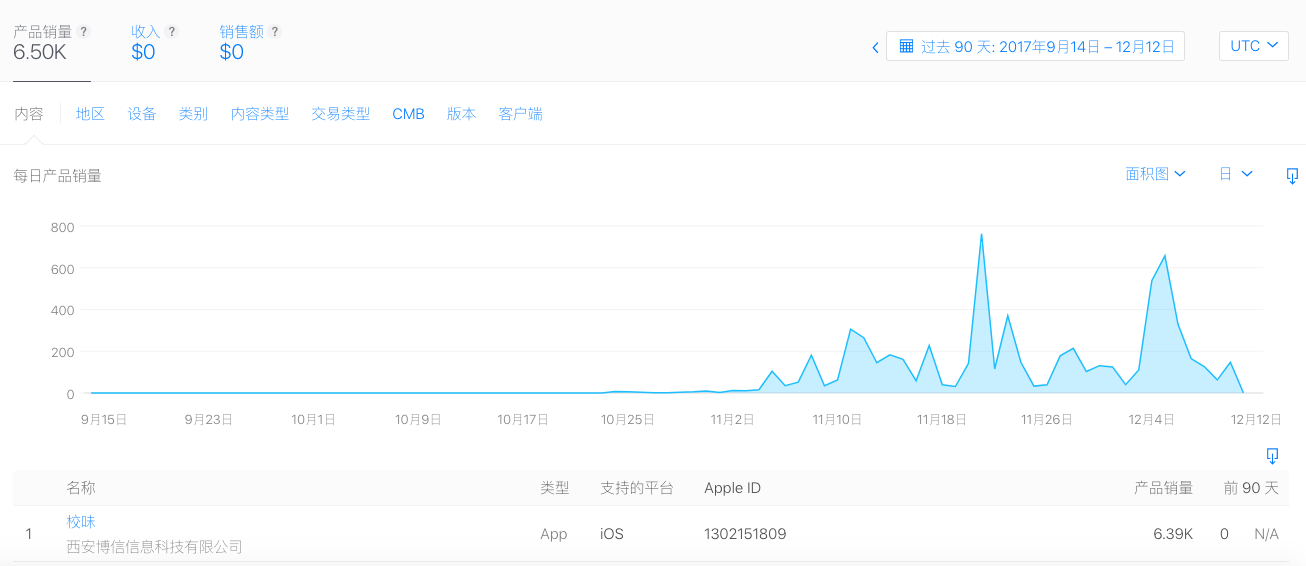 产品销量 ? 收入 ? 销售额 ?
6.50K $0 $0
过去 90 天: 2017年9月14日 – 12月12日 UTC
内容 地区 设备 类别 内容类型 交易类型 CMB 版本 客户端
每日产品销量 面积图 日
800
600
400
200
0
9月15日 9月23日 10月1日 10月9日 10月17日 10月25日 11月2日 11月10日 11月18日 11月26日 12月4日 12月12日
名称 类型 支持的平台 Apple ID 产品销量 前 90 天
1 校味 App iOS 1302151809 6.39K 0 N/A
西安博信信息科技有限公司